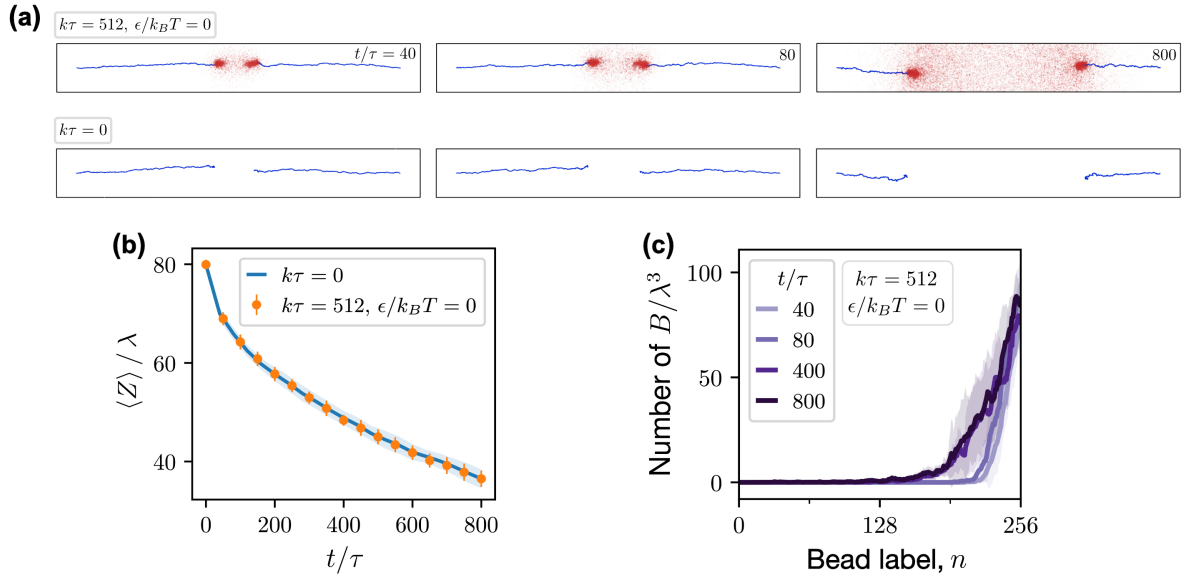 (a)
kτ = 512, ϵ/k_BT = 0
t/τ = 40
80
800
kτ = 0
(b)
80
60
40
⟨Z⟩ / λ
kτ = 0
kτ = 512, ϵ/k_BT = 0
0
200
400
600
800
t/τ
(c)
100
50
0
Number of B/λ³
t/τ
40
80
400
800
kτ = 512
ϵ/k_BT = 0
0
128
256
Bead label, n